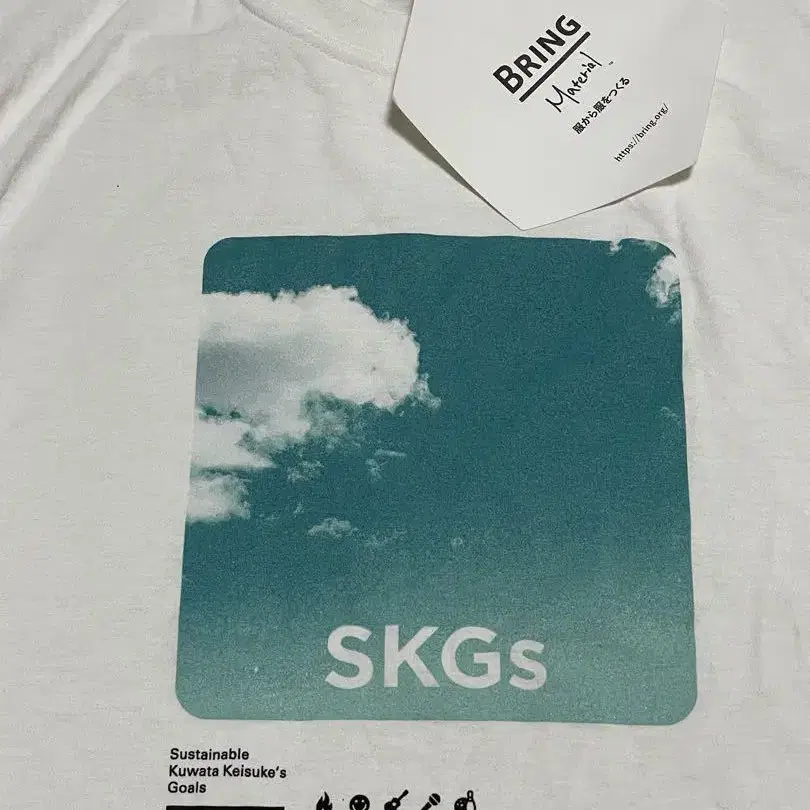 BRING
Material
服から服をつくる
https://bring.org/
SKGs
Sustainable
Kuwata Keisuke's
Goals